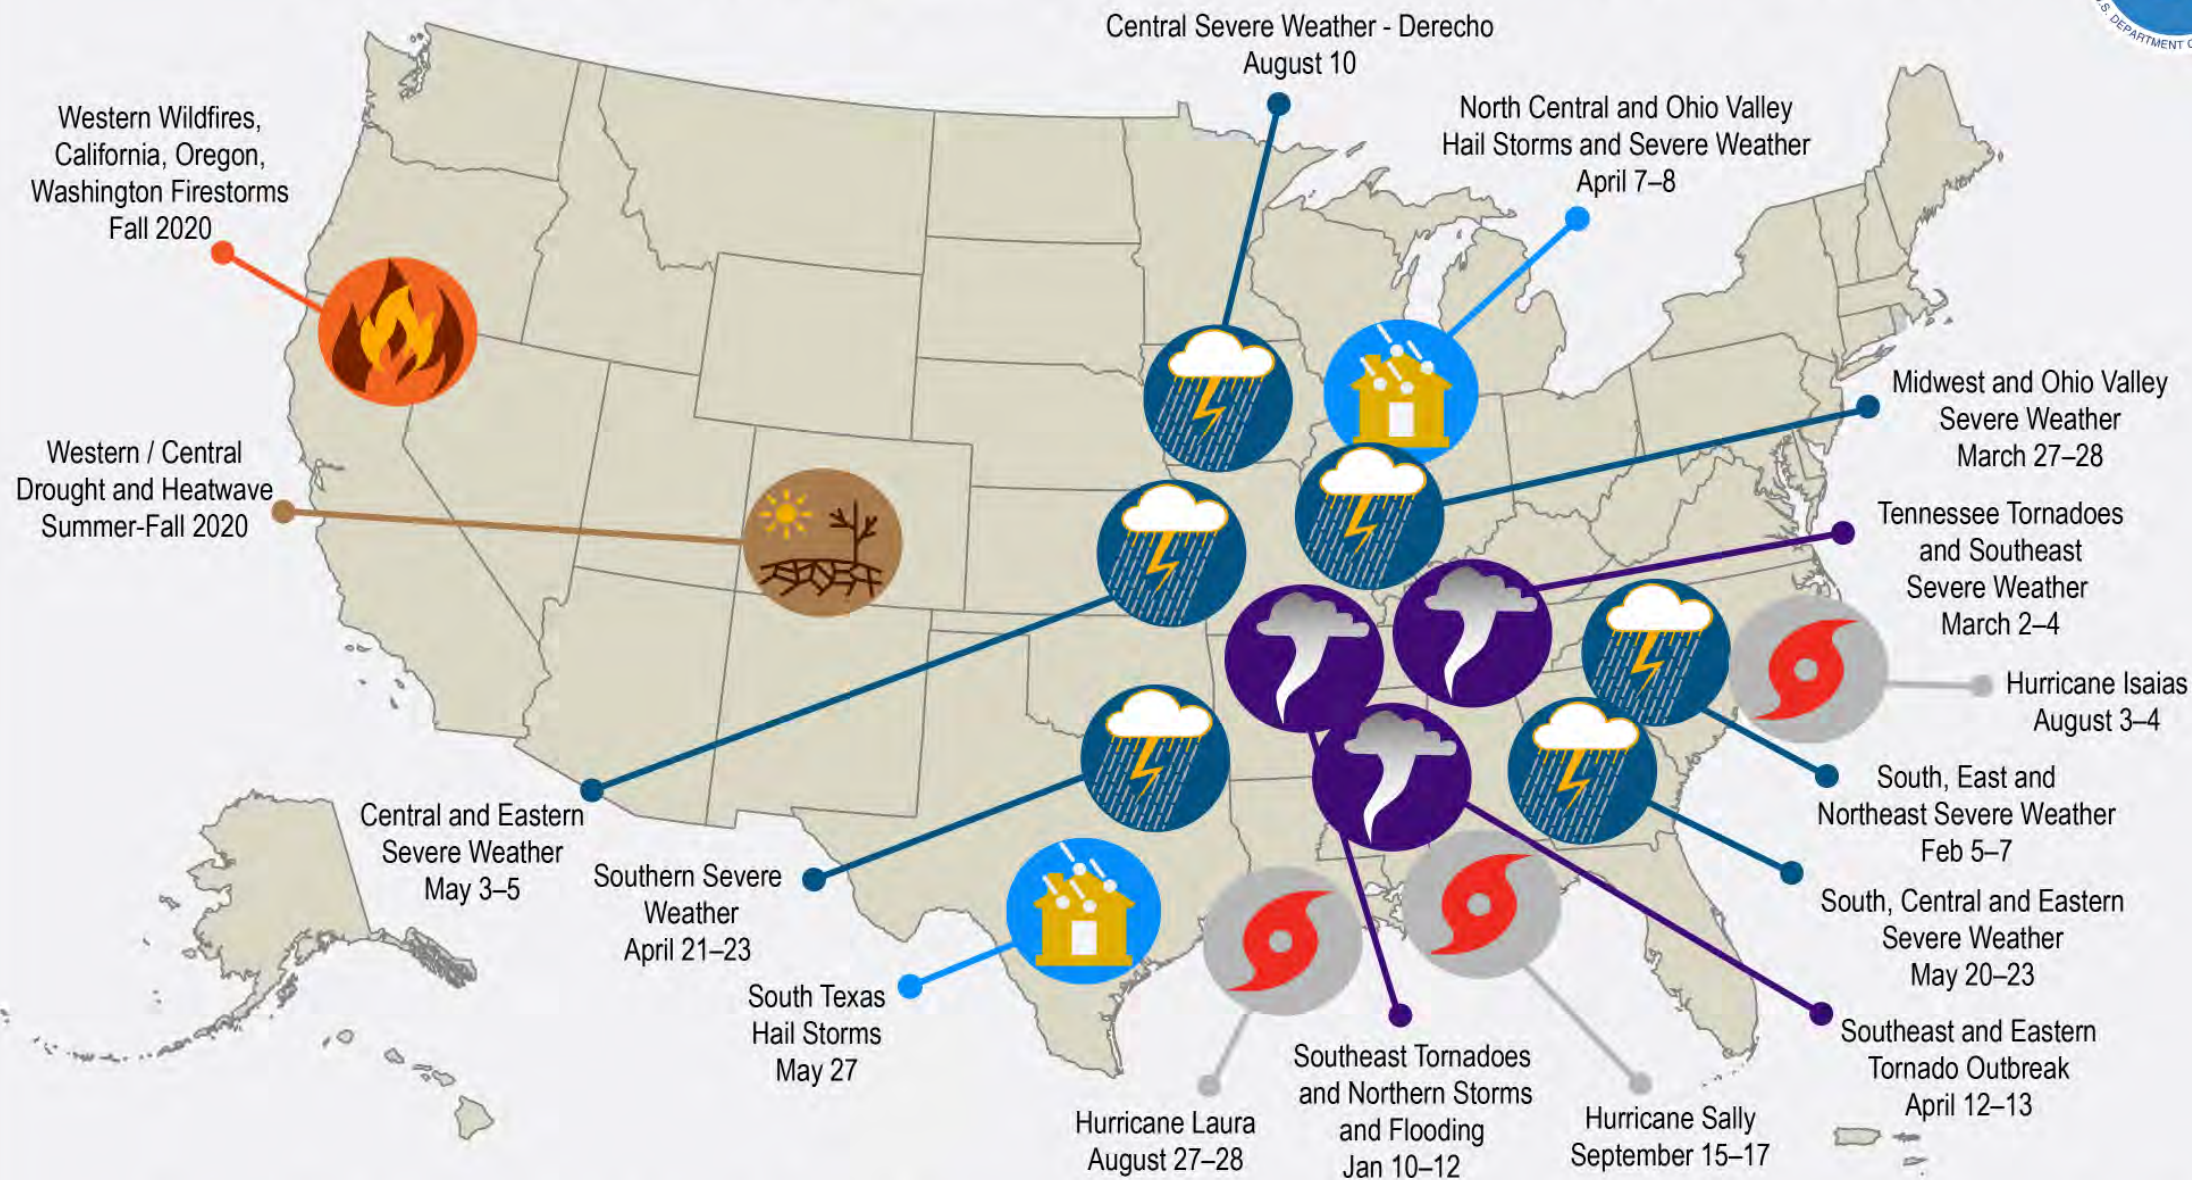 Central Severe Weather - Derecho
August 10
U.S. DEPARTMENT
North Central and Ohio Valley
Hail Storms and Severe Weather
April 7–8
Western Wildfires,
California, Oregon,
Washington Firestorms
Fall 2020
Midwest and Ohio Valley
Severe Weather
March 27–28
Western / Central
Drought and Heatwave
Summer-Fall 2020
Tennessee Tornadoes
and Southeast
Severe Weather
March 2–4
Hurricane Isaias
August 3–4
South, East and
Northeast Severe Weather
Feb 5–7
Central and Eastern
Severe Weather
May 3–5
Southern Severe
Weather
April 21–23
South, Central and Eastern
Severe Weather
May 20–23
South Texas
Hail Storms
May 27
Southeast and Eastern
Tornado Outbreak
April 12–13
Hurricane Laura
August 27–28
Southeast Tornadoes
and Northern Storms
and Flooding
Jan 10–12
Hurricane Sally
September 15–17